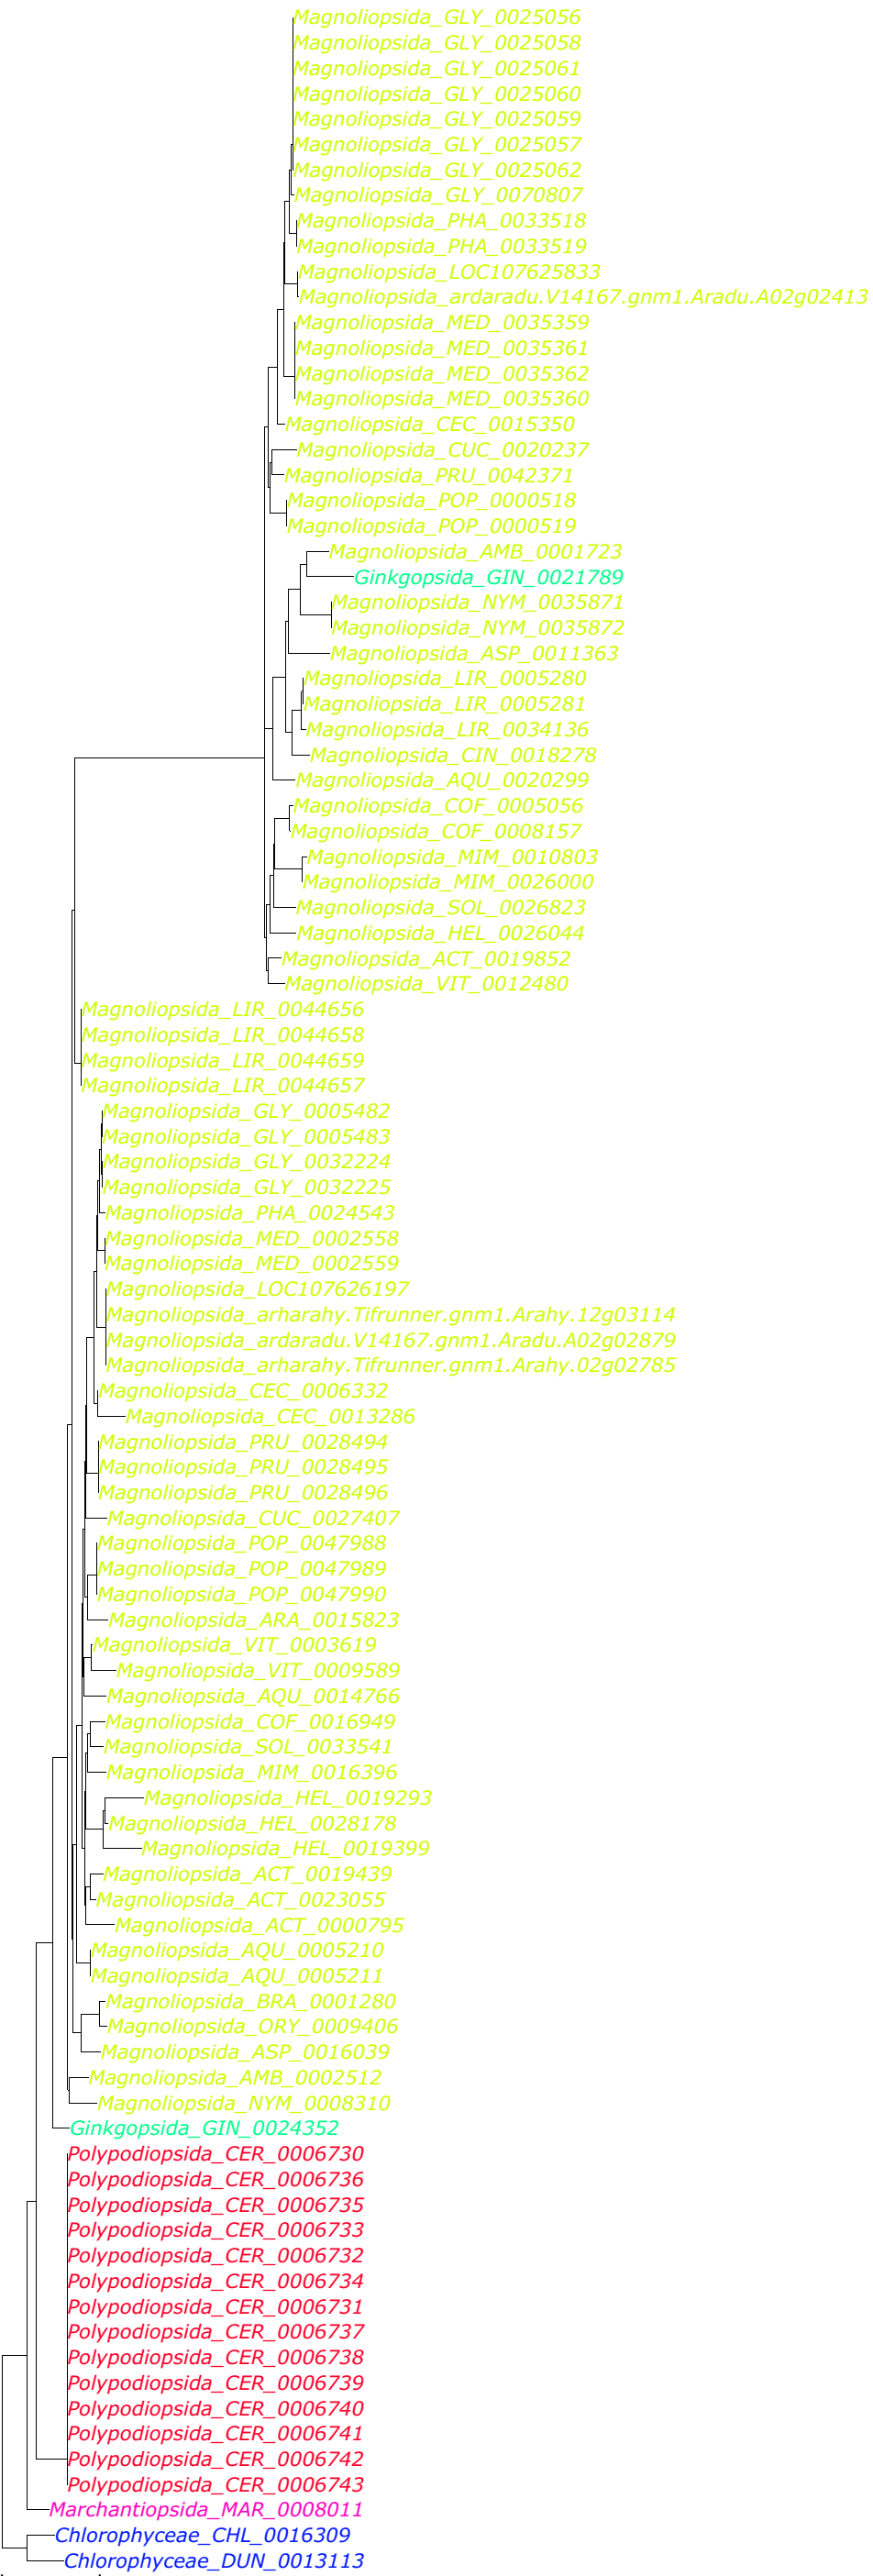 Magnoliopsida_GLY_0025056
Magnoliopsida_GLY_0025058
Magnoliopsida_GLY_0025061
Magnoliopsida_GLY_0025060
Magnoliopsida_GLY_0025059
Magnoliopsida_GLY_0025057
Magnoliopsida_GLY_0025062
Magnoliopsida_GLY_0070807
Magnoliopsida_PHA_0033518
Magnoliopsida_PHA_0033519
Magnoliopsida_LOC107625833
Magnoliopsida_ardaradu.V14167.gnm1.Aradu.A02g02413
Magnoliopsida_MED_0035359
Magnoliopsida_MED_0035361
Magnoliopsida_MED_0035362
Magnoliopsida_MED_0035360
Magnoliopsida_CEC_0015350
Magnoliopsida_CUC_0020237
Magnoliopsida_PRU_0042371
Magnoliopsida_POP_0000518
Magnoliopsida_POP_0000519
Magnoliopsida_AMB_0001723
Ginkgopsida_GIN_0021789
Magnoliopsida_NYM_0035871
Magnoliopsida_NYM_0035872
Magnoliopsida_ASP_0011363
Magnoliopsida_LIR_0005280
Magnoliopsida_LIR_0005281
Magnoliopsida_LIR_0034136
Magnoliopsida_CIN_0018278
Magnoliopsida_AQU_0020299
Magnoliopsida_COF_0005056
Magnoliopsida_COF_0008157
Magnoliopsida_MIM_0010803
Magnoliopsida_MIM_0026000
Magnoliopsida_SOL_0026823
Magnoliopsida_HEL_0026044
Magnoliopsida_ACT_0019852
Magnoliopsida_VIT_0012480
Magnoliopsida_LIR_0044656
Magnoliopsida_LIR_0044658
Magnoliopsida_LIR_0044659
Magnoliopsida_LIR_0044657
Magnoliopsida_GLY_0005482
Magnoliopsida_GLY_0005483
Magnoliopsida_GLY_0032224
Magnoliopsida_GLY_0032225
Magnoliopsida_PHA_0024543
Magnoliopsida_MED_0002558
Magnoliopsida_MED_0002559
Magnoliopsida_LOC107626197
Magnoliopsida_arharahy.Tifrunner.gnm1.Arahy.12g03114
Magnoliopsida_ardaradu.V14167.gnm1.Aradu.A02g02879
Magnoliopsida_arharahy.Tifrunner.gnm1.Arahy.02g02785
Magnoliopsida_CEC_0006332
Magnoliopsida_CEC_0013286
Magnoliopsida_PRU_0028494
Magnoliopsida_PRU_0028495
Magnoliopsida_PRU_0028496
Magnoliopsida_CUC_0027407
Magnoliopsida_POP_0047988
Magnoliopsida_POP_0047989
Magnoliopsida_POP_0047990
Magnoliopsida_ARA_0015823
Magnoliopsida_VIT_0003619
Magnoliopsida_VIT_0009589
Magnoliopsida_AQU_0014766
Magnoliopsida_COF_0016949
Magnoliopsida_SOL_0033541
Magnoliopsida_MIM_0016396
Magnoliopsida_HEL_0019293
Magnoliopsida_HEL_0028178
Magnoliopsida_HEL_0019399
Magnoliopsida_ACT_0019439
Magnoliopsida_ACT_0023055
Magnoliopsida_ACT_0000795
Magnoliopsida_AQU_0005210
Magnoliopsida_AQU_0005211
Magnoliopsida_BRA_0001280
Magnoliopsida_ORY_0009406
Magnoliopsida_ASP_0016039
Magnoliopsida_AMB_0002512
Magnoliopsida_NYM_0008310
Ginkgopsida_GIN_0024352
Polypodiopsida_CER_0006730
Polypodiopsida_CER_0006736
Polypodiopsida_CER_0006735
Polypodiopsida_CER_0006733
Polypodiopsida_CER_0006732
Polypodiopsida_CER_0006734
Polypodiopsida_CER_0006731
Polypodiopsida_CER_0006737
Polypodiopsida_CER_0006738
Polypodiopsida_CER_0006739
Polypodiopsida_CER_0006740
Polypodiopsida_CER_0006741
Polypodiopsida_CER_0006742
Polypodiopsida_CER_0006743
Marchantiopsida_MAR_0008011
Chlorophyceae_CHL_0016309
Chlorophyceae_DUN_0013113